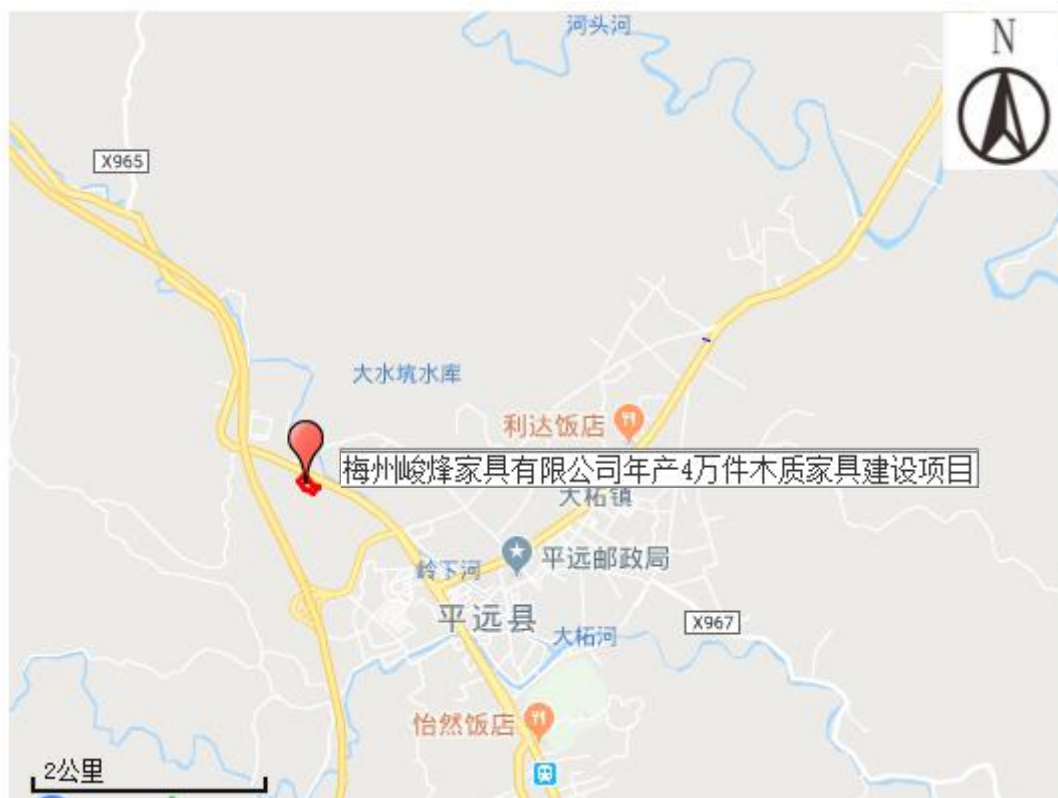 河头河
N
X965
大水坑水库
利达饭店
梅州峻烽家具有限公司年产4万件木质家具建设项目
大柘镇
平远邮政局
岭下河
平远县
X967
大柘河
怡然饭店
2公里